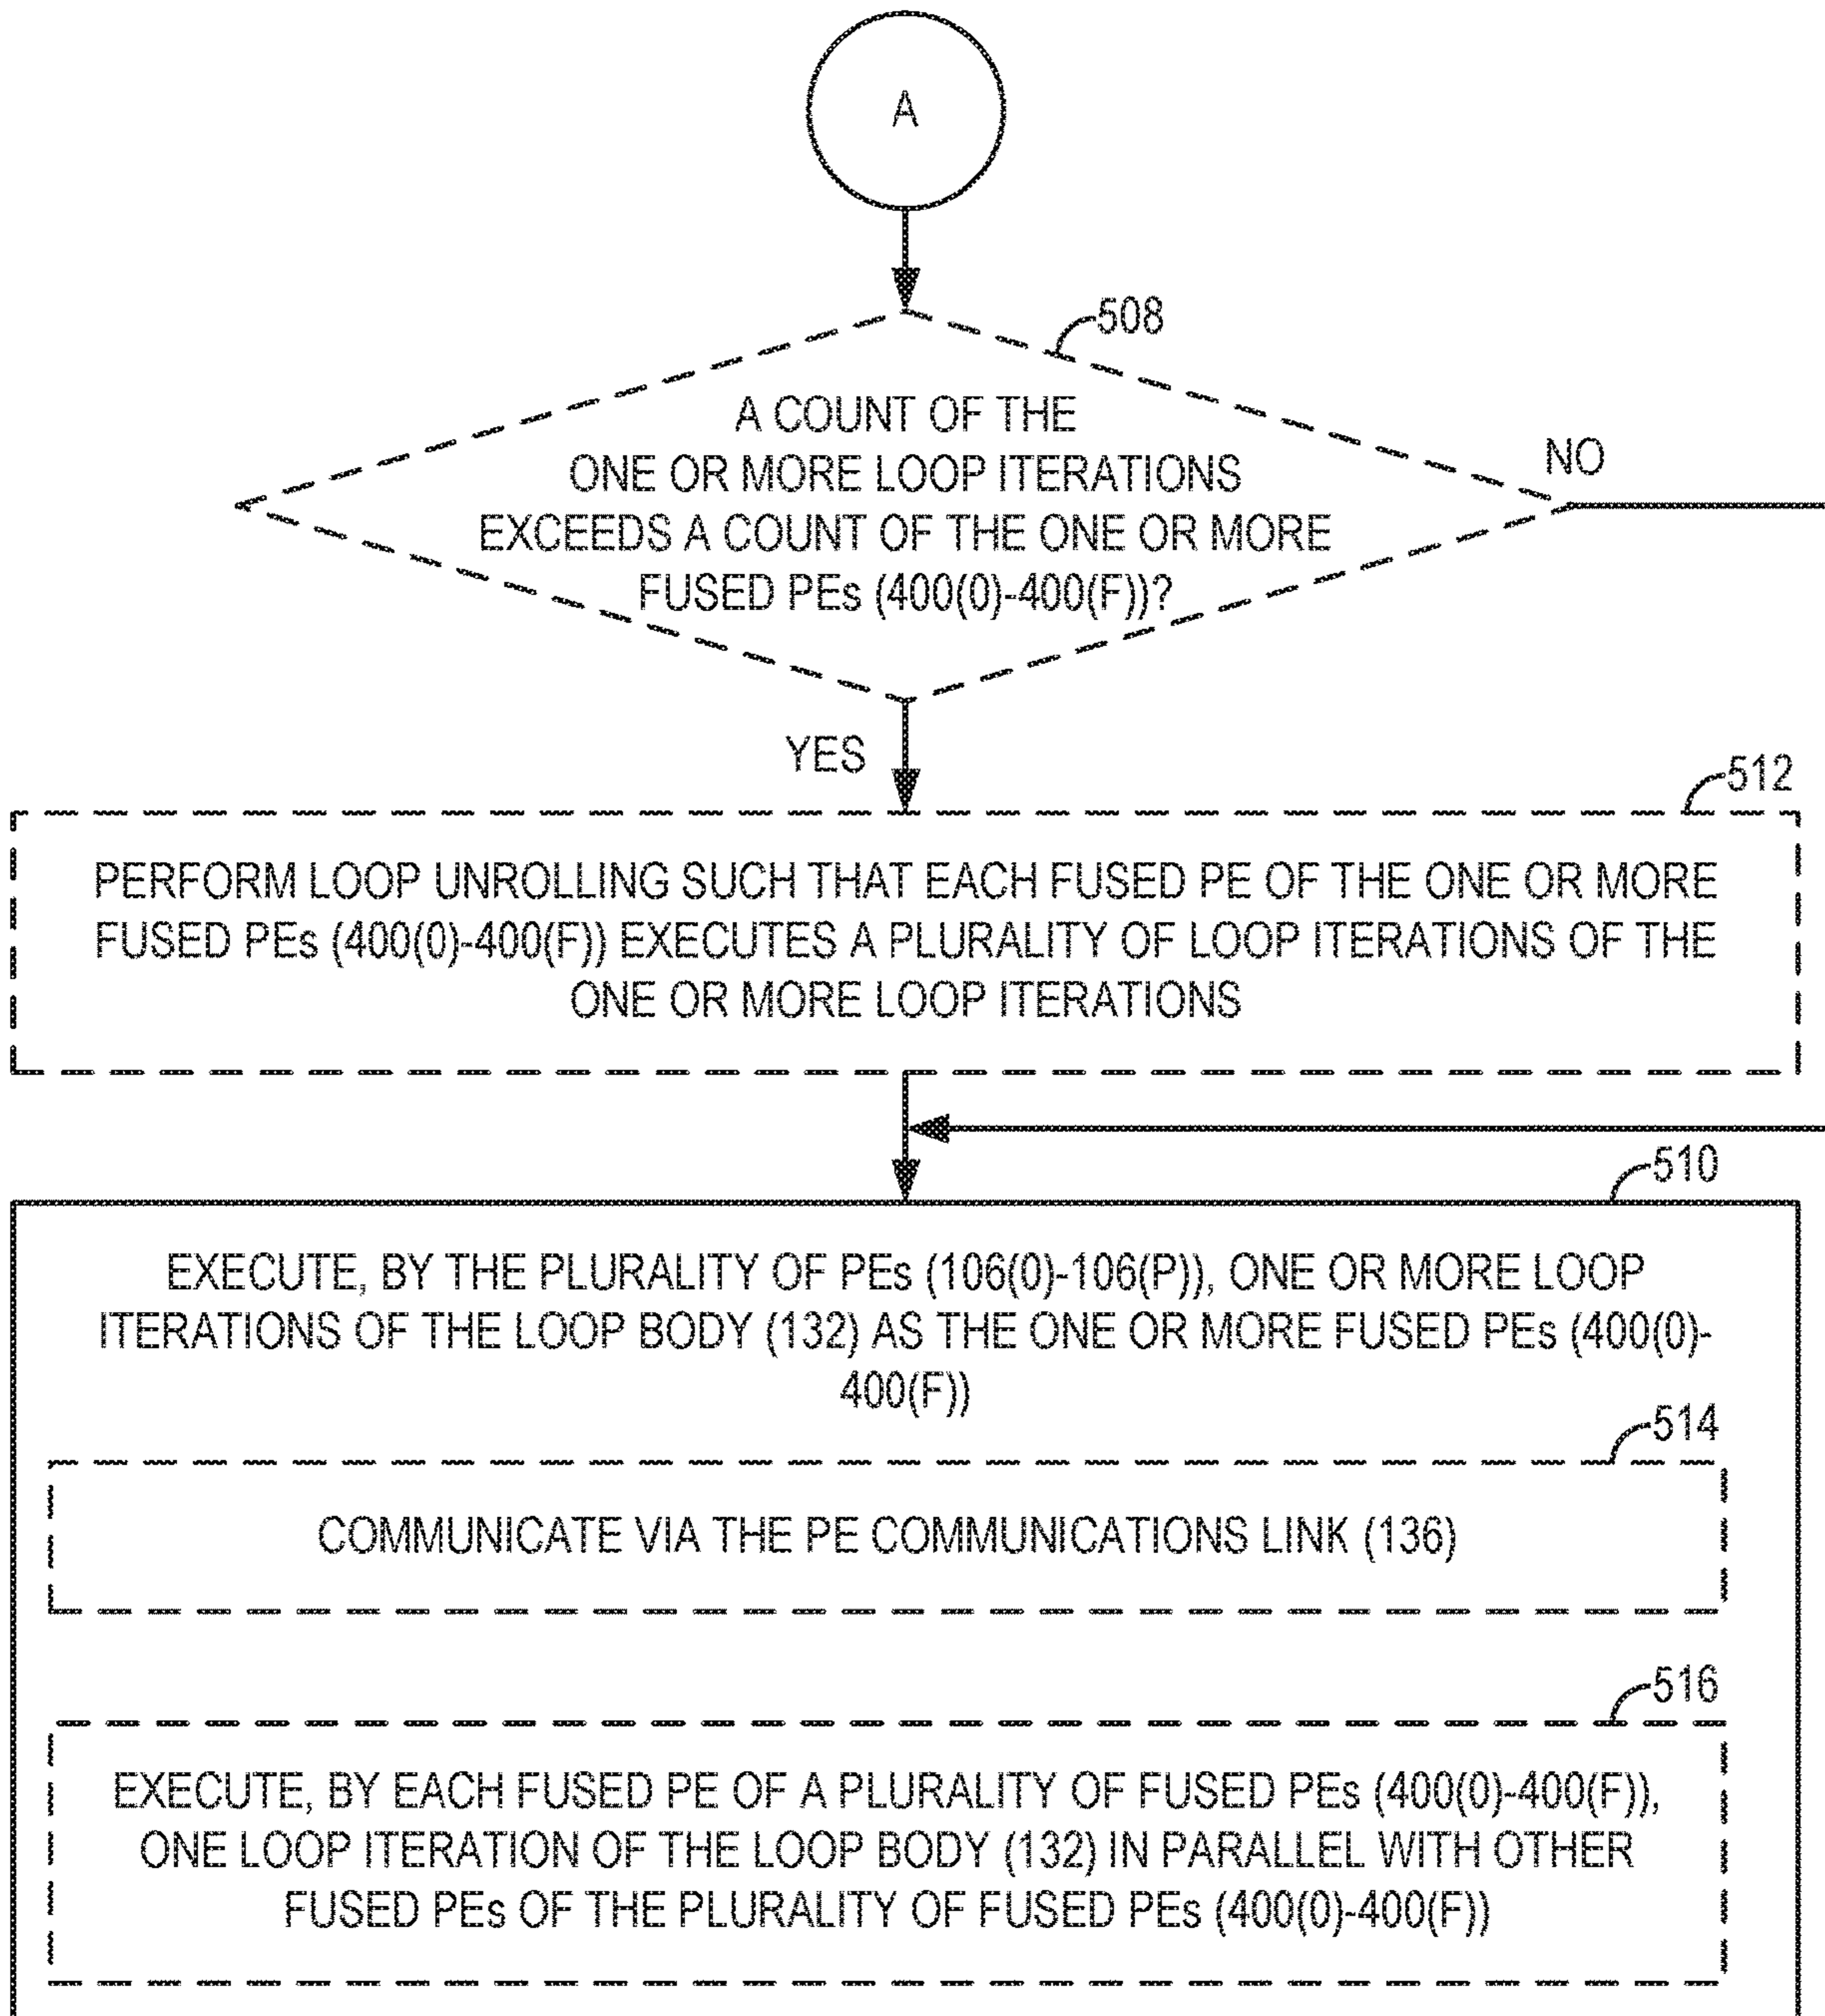 A
508
A COUNT OF THE
ONE OR MORE LOOP ITERATIONS
EXCEEDS A COUNT OF THE ONE OR MORE
FUSED PEs (400(0)-400(F))?
NO
YES
512
PERFORM LOOP UNROLLING SUCH THAT EACH FUSED PE OF THE ONE OR MORE
FUSED PEs (400(0)-400(F)) EXECUTES A PLURALITY OF LOOP ITERATIONS OF THE
ONE OR MORE LOOP ITERATIONS
510
EXECUTE, BY THE PLURALITY OF PEs (106(0)-106(P)), ONE OR MORE LOOP
ITERATIONS OF THE LOOP BODY (132) AS THE ONE OR MORE FUSED PEs (400(0)-
400(F))
514
COMMUNICATE VIA THE PE COMMUNICATIONS LINK (136)
516
EXECUTE, BY EACH FUSED PE OF A PLURALITY OF FUSED PEs (400(0)-400(F)),
ONE LOOP ITERATION OF THE LOOP BODY (132) IN PARALLEL WITH OTHER
FUSED PEs OF THE PLURALITY OF FUSED PEs (400(0)-400(F))